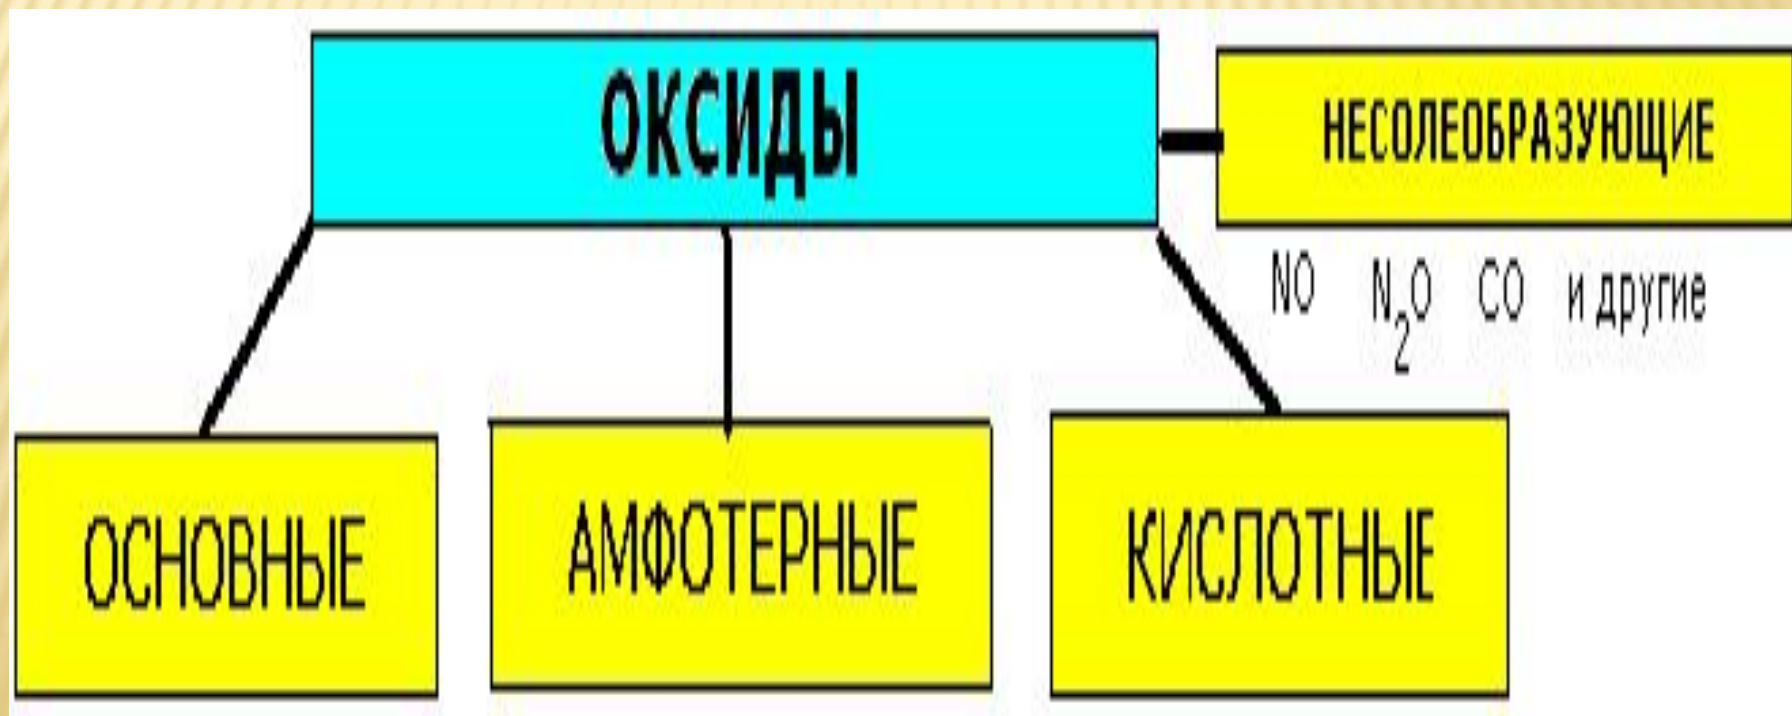 ОКСИДЫ
НЕСОЛЕОБРАЗУЮЩИЕ
NO N2O CO и другие
ОСНОВНЫЕ
АМФОТЕРНЫЕ
КИСЛОТНЫЕ